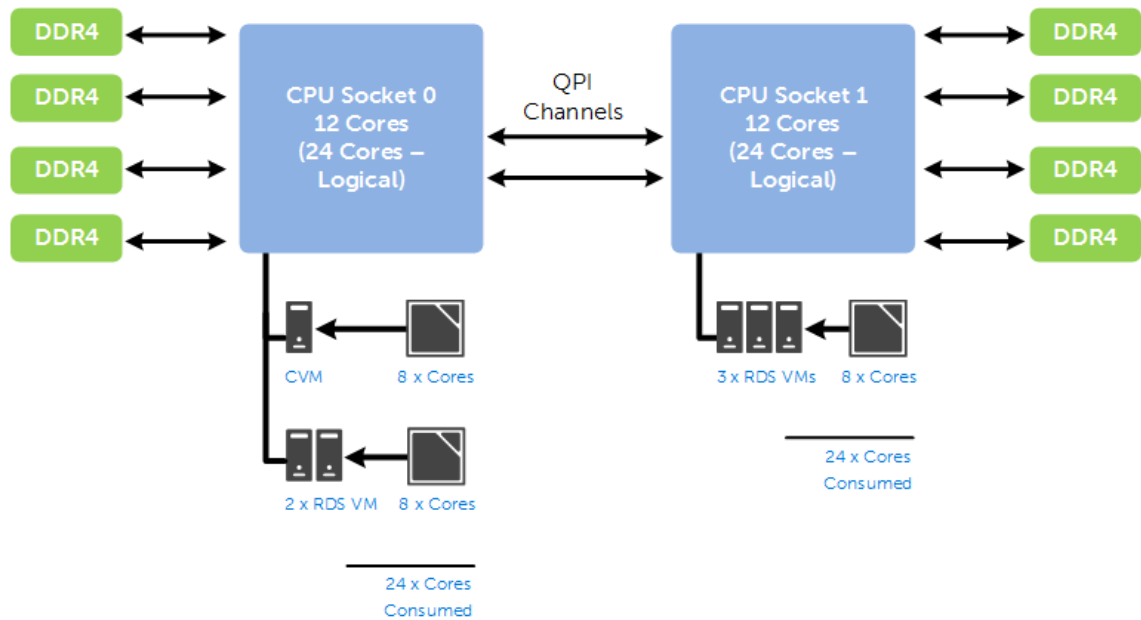 DDR4
DDR4
DDR4
DDR4
CPU Socket 0
12 Cores
(24 Cores –
Logical)
QPI
Channels
CPU Socket 1
12 Cores
(24 Cores –
Logical)
DDR4
DDR4
DDR4
DDR4
CVM
8 x Cores
2 x RDS VM
8 x Cores
24 x Cores
Consumed
3 x RDS VMs
8 x Cores
24 x Cores
Consumed